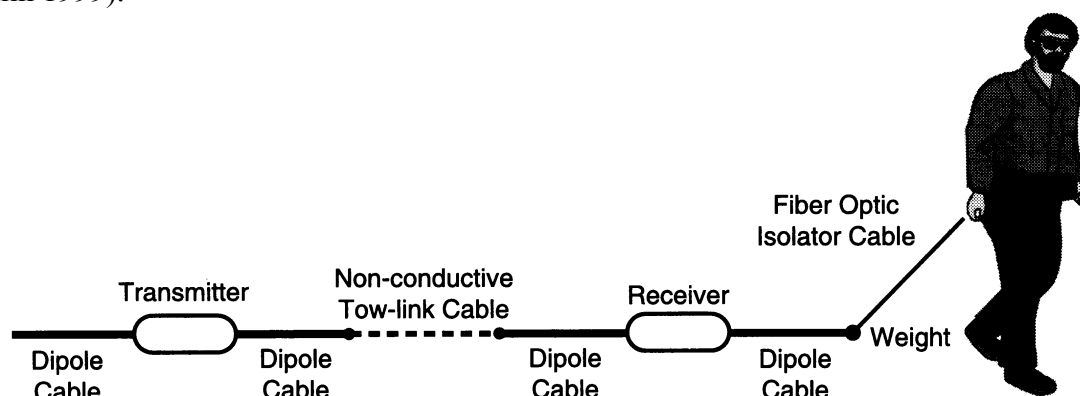 1999).
Fiber Optic
Isolator Cable
Non-conductive
Tow-link Cable
Transmitter
Receiver
Weight
Dipole
Cable
Dipole
Cable
Dipole
Cable
Dipole
Cable